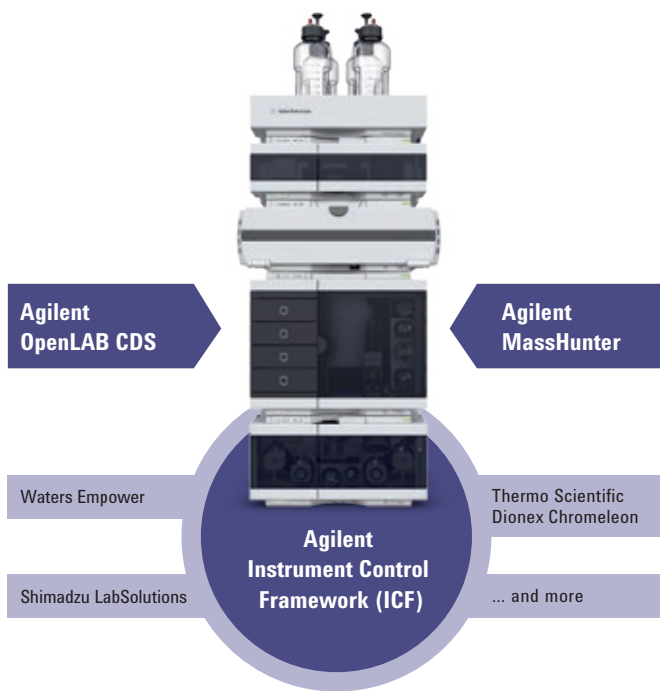 Agilent
OpenLAB CDS
Agilent
MassHunter
Waters Empower
Thermo Scientific
Dionex Chromeleon
Agilent
Instrument Control
Framework (ICF)
Shimadzu LabSolutions
... and more